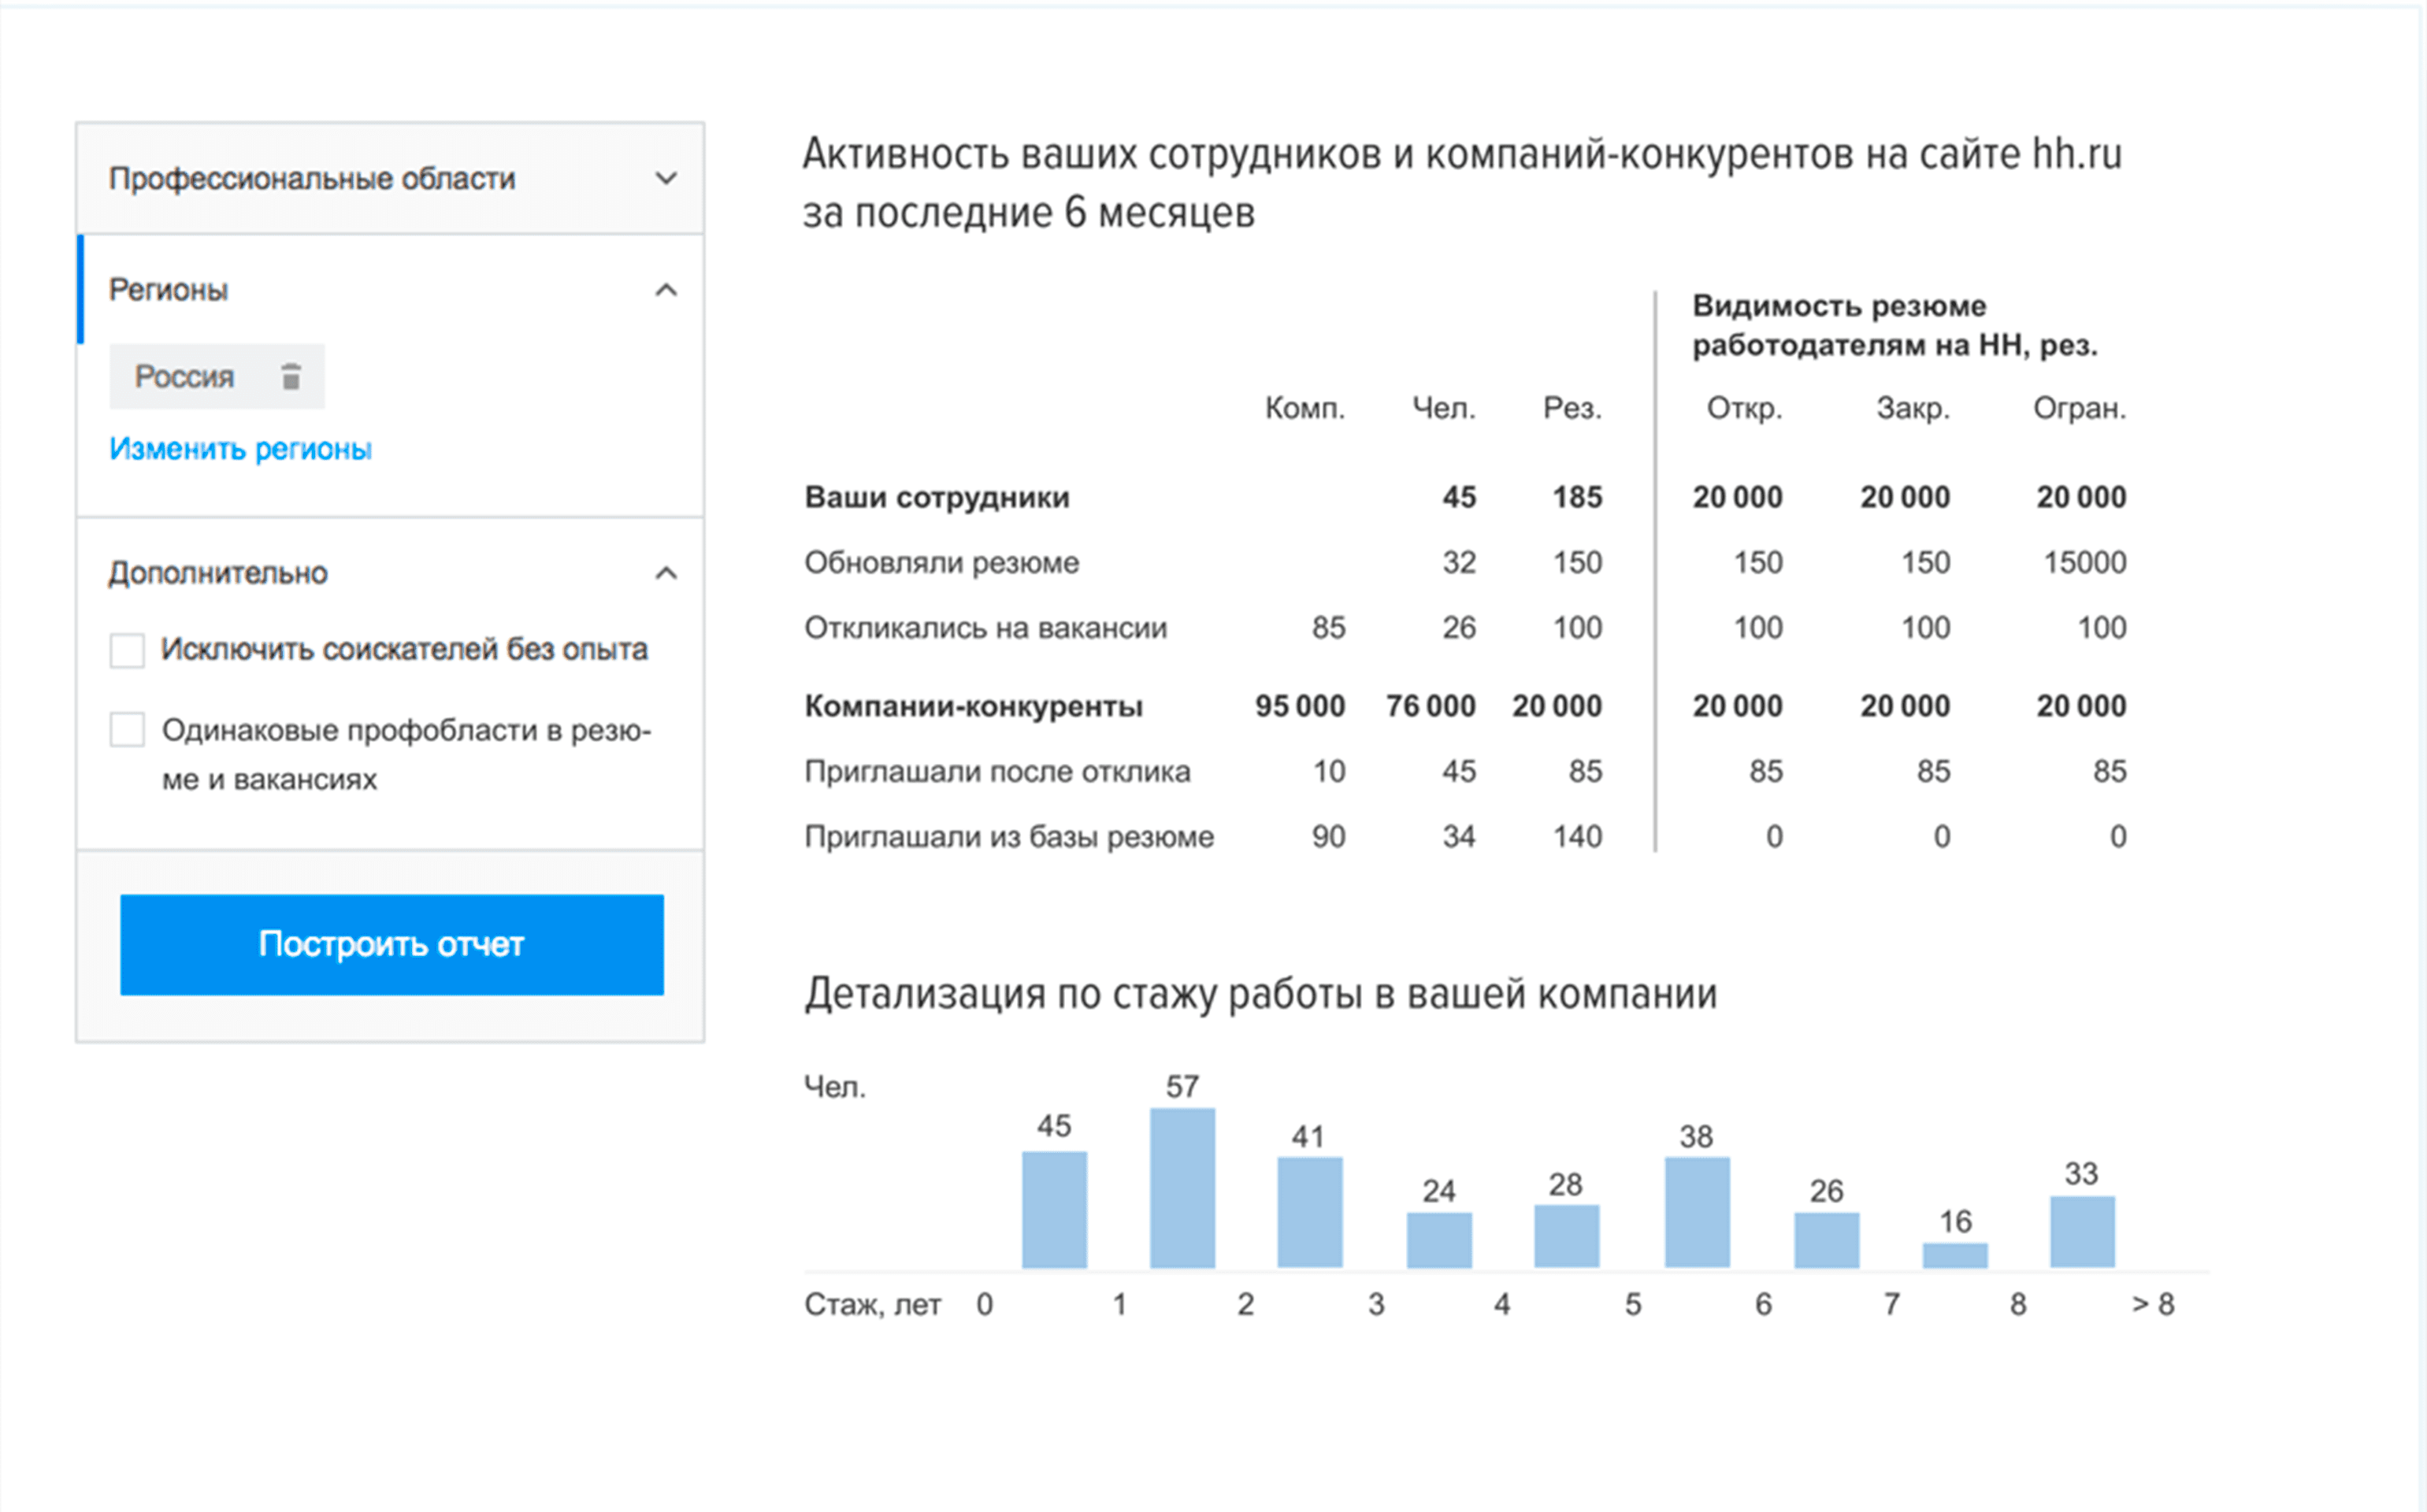 Профессиональные области
Регионы
Россия
Изменить регионы
Дополнительно
Исключить соискателей без опыта
Одинаковые профобласти в резю-
ме и вакансиях
Построить отчет
Активность ваших сотрудников и компаний-конкурентов на сайте hh.ru
за последние 6 месяцев
Видимость резюме
работодателям на HH, рез.
Комп. Чел. Рез. Откр. Закр. Огран.
Ваши сотрудники 45 185 20 000 20 000 20 000
Обновляли резюме 32 150 150 150 15000
Откликались на вакансии 85 26 100 100 100 100
Компании-конкуренты 95 000 76 000 20 000 20 000 20 000 20 000
Приглашали после отклика 10 45 85 85 85 85
Приглашали из базы резюме 90 34 140 0 0 0
Детализация по стажу работы в вашей компании
Чел. 45 57 41 24 28 38 26 16 33
Стаж, лет 0 1 2 3 4 5 6 7 8 > 8